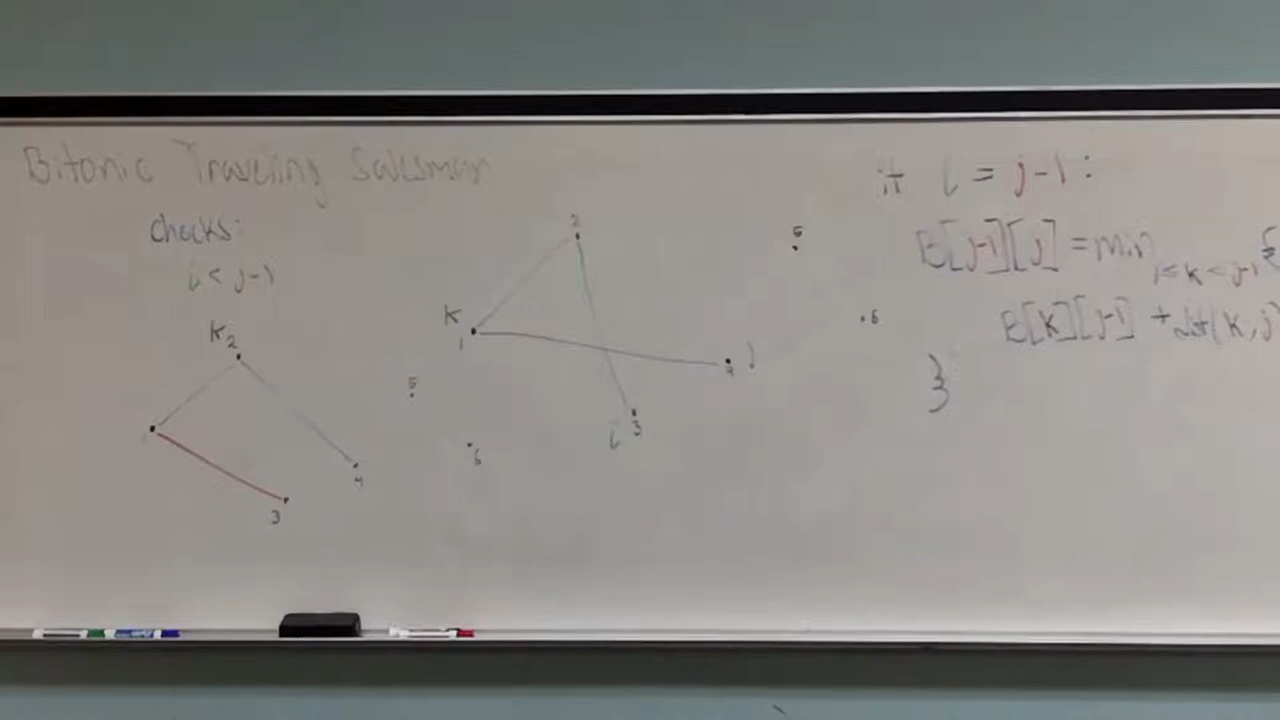 Bitonic Traveling Salesman
Checks:
i < j-1
K 2
1
3
4
5
6
2
K
1
4 j
i 3
5
6
if i = j-1:
B[j-1][j] = min 1≤k<j-1 {
B[K][j-1] + dist(K,j)
}